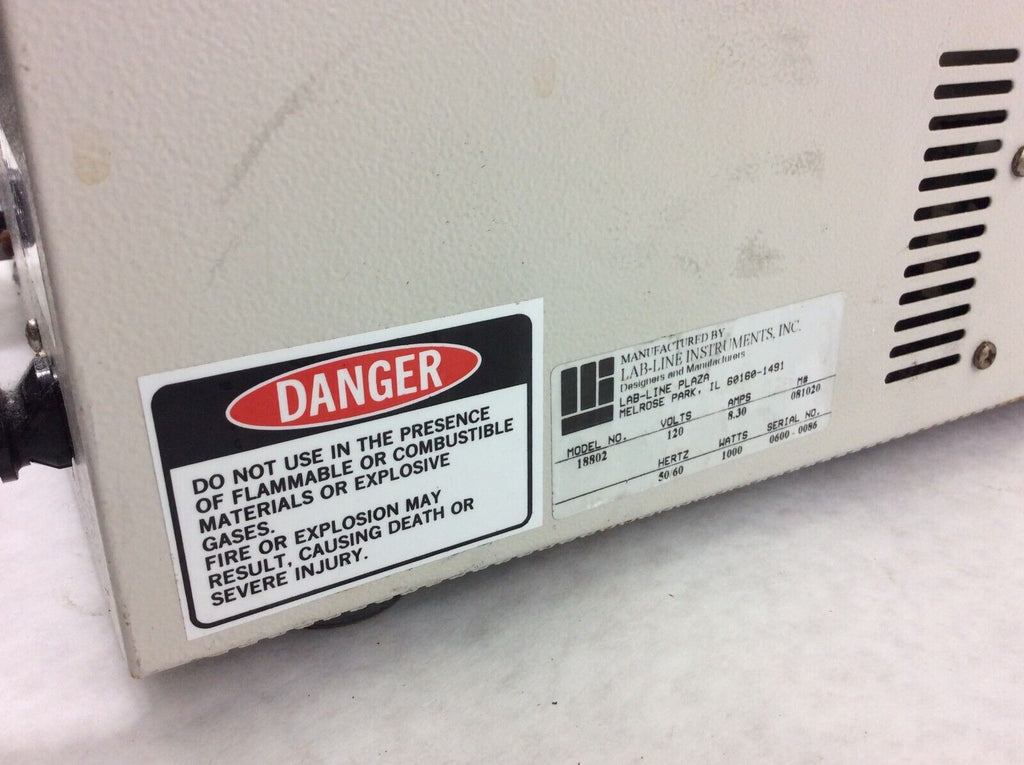 DANGER
DO NOT USE IN THE PRESENCE
OF FLAMMABLE OR COMBUSTIBLE
MATERIALS OR EXPLOSIVE
GASES.
FIRE OR EXPLOSION MAY
RESULT, CAUSING DEATH OR
SEVERE INJURY.
MANUFACTURED BY
LAB-LINE INSTRUMENTS, INC.
Designers and Manufacturers
LAB-LINE PLAZA
MELROSE PARK, IL 60160-1491
MODEL NO. VOLTS AMPS M#
18802 120 8.30 081020
HERTZ WATTS SERIAL NO.
50/60 1000 0600-0086